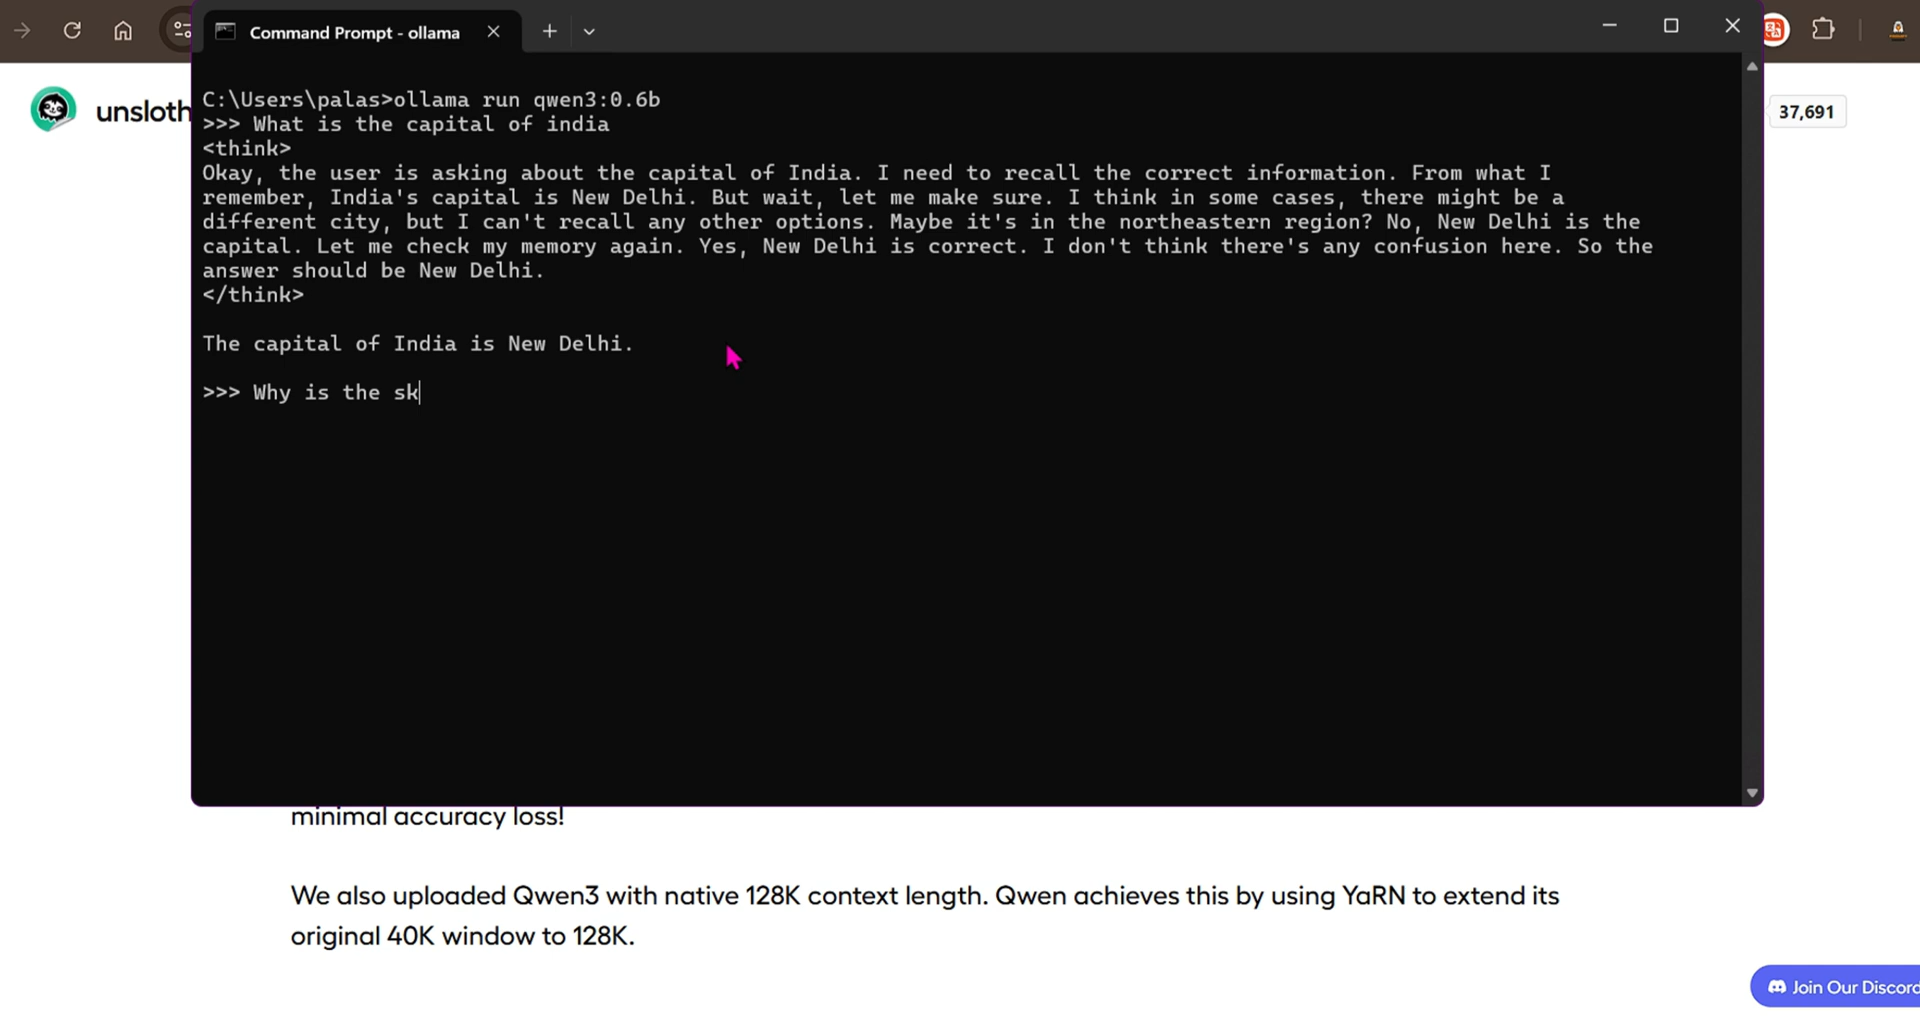 Command Prompt - ollama
unsloth
37,691
C:\Users\palas>ollama run qwen3:0.6b
>>> What is the capital of india
<think>
Okay, the user is asking about the capital of India. I need to recall the correct information. From what I
remember, India's capital is New Delhi. But wait, let me make sure. I think in some cases, there might be a
different city, but I can't recall any other options. Maybe it's in the northeastern region? No, New Delhi is the
capital. Let me check my memory again. Yes, New Delhi is correct. I don't think there's any confusion here. So the
answer should be New Delhi.
</think>
The capital of India is New Delhi.
>>> Why is the sk
minimal accuracy loss!
We also uploaded Qwen3 with native 128K context length. Qwen achieves this by using YaRN to extend its
original 40K window to 128K.
Join Our Discord